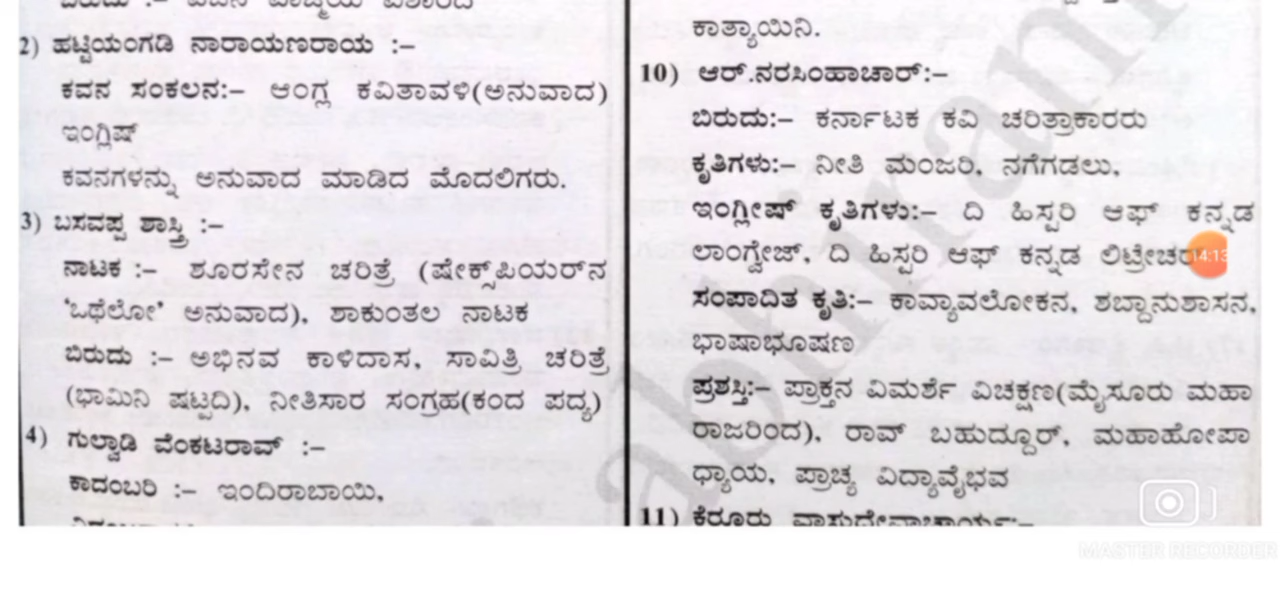 2) ಹಟ್ಟಿಯಂಗಡಿ ನಾರಾಯಣರಾಯ :–
ಕವನ ಸಂಕಲನ:– ಆಂಗ್ಲ ಕವಿತಾವಳಿ(ಅನುವಾದ)
ಇಂಗ್ಲಿಷ್
ಕವನಗಳನ್ನು ಅನುವಾದ ಮಾಡಿದ ಮೊದಲಿಗರು.
3) ಬಸವಪ್ಪ ಶಾಸ್ತ್ರಿ :–
ನಾಟಕ :– ಶೂರಸೇನ ಚರಿತ್ರೆ (ಷೇಕ್ಸ್‌ಪಿಯರ್‌ನ
'ಒಥೆಲೋ' ಅನುವಾದ), ಶಾಕುಂತಲ ನಾಟಕ
ಬಿರುದು :– ಅಭಿನವ ಕಾಳಿದಾಸ, ಸಾವಿತ್ರಿ ಚರಿತ್ರೆ
(ಭಾಮಿನಿ ಷಟ್ಪದಿ), ನೀತಿಸಾರ ಸಂಗ್ರಹ(ಕಂದ ಪದ್ಯ)
4) ಗುಲ್ವಾಡಿ ವೆಂಕಟರಾವ್ :–
ಕಾದಂಬರಿ :– ಇಂದಿರಾಬಾಯಿ,
ಕಾತ್ಯಾಯಿನಿ.
10) ಆರ್.ನರಸಿಂಹಾಚಾರ್:–
ಬಿರುದು:– ಕರ್ನಾಟಕ ಕವಿ ಚರಿತ್ರಾಕಾರರು
ಕೃತಿಗಳು:– ನೀತಿ ಮಂಜರಿ, ನಗೆಗಡಲು,
ಇಂಗ್ಲೀಷ್ ಕೃತಿಗಳು:– ದಿ ಹಿಸ್ಟರಿ ಆಫ್ ಕನ್ನಡ
ಲಾಂಗ್ವೇಜ್, ದಿ ಹಿಸ್ಟರಿ ಆಫ್ ಕನ್ನಡ
14:13
ಸಂಪಾದಿತ ಕೃತಿ:– ಕಾವ್ಯಾವಲೋಕನ, ಶಬ್ದಾನುಶಾಸನ,
ಭಾಷಾಭೂಷಣ
ಪ್ರಶಸ್ತಿ:– ಪ್ರಾಕ್ತನ ವಿಮರ್ಶೆ ವಿಚಕ್ಷಣ(ಮೈಸೂರು ಮಹಾ
ರಾಜರಿಂದ), ರಾವ್ ಬಹುದ್ದೂರ್, ಮಹಾಹೋಪಾ
ಧ್ಯಾಯ, ಪ್ರಾಚ್ಯ ವಿದ್ಯಾವೈಭವ
11) ಕೆರೂರು ವಾಸುದೇವಾಚಾರ್ಯ:–
abhiram
MASTER RECORDER